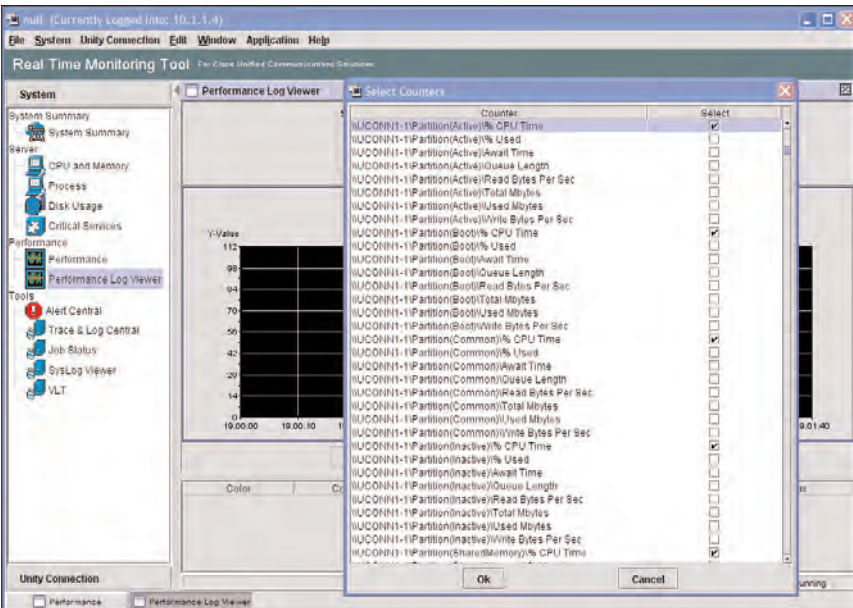 null (Currently Logged into: 10.1.1.4)
File System Unity Connection Edit Window Application Help
Real Time Monitoring Tool For Cisco Unified Communications Solutions
System
System Summary
System Summary
Server
CPU and Memory
Process
Disk Usage
Critical Services
Performance
Performance
Performance Log Viewer
Tools
Alert Central
Trace & Log Central
Job Status
SysLog Viewer
VLT
Unity Connection
Performance Log Viewer
Y-Value
112
98
84
70
56
42
29
14
0
19.00.00 19.00.10 9.01.40
Color
Select Counters
Counter Select
\\UCONN1-1\Partition(Active)\% CPU Time
\\UCONN1-1\Partition(Active)\% Used
\\UCONN1-1\Partition(Active)\Await Time
\\UCONN1-1\Partition(Active)\Queue Length
\\UCONN1-1\Partition(Active)\Read Bytes Per Sec
\\UCONN1-1\Partition(Active)\Total Mbytes
\\UCONN1-1\Partition(Active)\Used Mbytes
\\UCONN1-1\Partition(Active)\Write Bytes Per Sec
\\UCONN1-1\Partition(Boot)\% CPU Time
\\UCONN1-1\Partition(Boot)\% Used
\\UCONN1-1\Partition(Boot)\Await Time
\\UCONN1-1\Partition(Boot)\Queue Length
\\UCONN1-1\Partition(Boot)\Read Bytes Per Sec
\\UCONN1-1\Partition(Boot)\Total Mbytes
\\UCONN1-1\Partition(Boot)\Used Mbytes
\\UCONN1-1\Partition(Boot)\Write Bytes Per Sec
\\UCONN1-1\Partition(Common)\% CPU Time
\\UCONN1-1\Partition(Common)\% Used
\\UCONN1-1\Partition(Common)\Await Time
\\UCONN1-1\Partition(Common)\Queue Length
\\UCONN1-1\Partition(Common)\Read Bytes Per Sec
\\UCONN1-1\Partition(Common)\Total Mbytes
\\UCONN1-1\Partition(Common)\Used Mbytes
\\UCONN1-1\Partition(Common)\Write Bytes Per Sec
\\UCONN1-1\Partition(Inactive)\% CPU Time
\\UCONN1-1\Partition(Inactive)\% Used
\\UCONN1-1\Partition(Inactive)\Await Time
\\UCONN1-1\Partition(Inactive)\Queue Length
\\UCONN1-1\Partition(Inactive)\Read Bytes Per Sec
\\UCONN1-1\Partition(Inactive)\Total Mbytes
\\UCONN1-1\Partition(Inactive)\Used Mbytes
\\UCONN1-1\Partition(Inactive)\Write Bytes Per Sec
\\UCONN1-1\Partition(SharedMemory)\% CPU Time
Ok Cancel
unning
Performance Performance Log Viewer